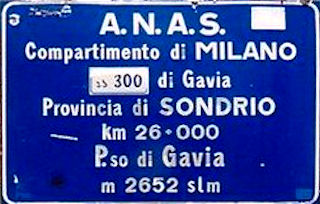 A.N.A.S.
Compartimento di MILANO
SS 300 di Gavia
Provincia di SONDRIO
km 26+000
P.so di Gavia
m 2652 slm